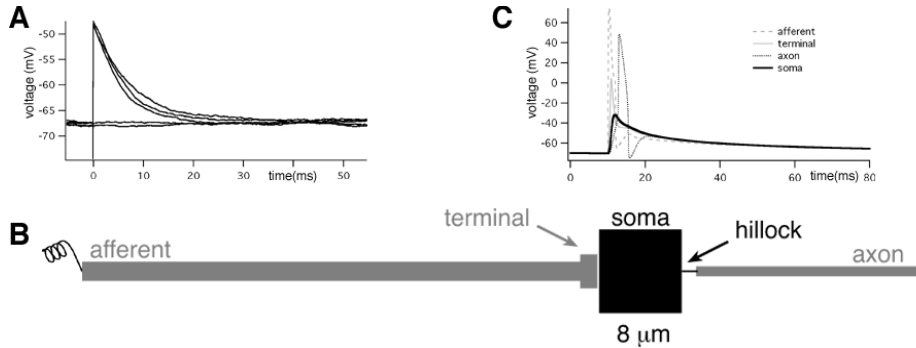 A
voltage (mV)
-50
-55
-60
-65
-70
0
10
20
30
40
50
time(ms)
C
voltage (mV)
60
40
20
0
-20
-40
-60
0
20
40
60
80
time(ms)
afferent
terminal
axon
soma
B
afferent
terminal
soma
hillock
axon
8 μm